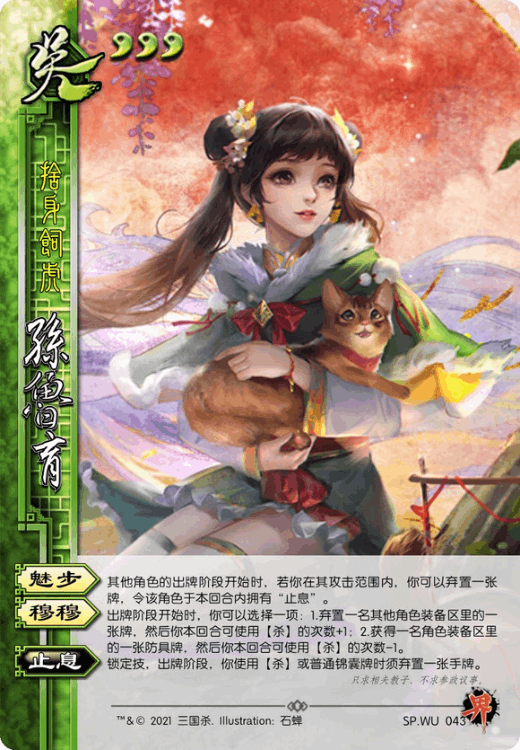 吴
捨身飼虎
孫魯育
魅步
其他角色的出牌阶段开始时，若你在其攻击范围内，你可以弃置一张
牌，令该角色于本回合内拥有“止息”。
穆穆
出牌阶段开始时，你可以选择一项：1.弃置一名其他角色装备区里的一
张牌，然后你本回合可使用【杀】的次数+1；2.获得一名角色装备区里
的一张防具牌，然后你本回合可使用【杀】的次数-1。
止息
锁定技，出牌阶段，你使用【杀】或普通锦囊牌时须弃置一张手牌。
只求相夫教子，不求参政议事。
™&© 2021 三国杀. Illustration: 石蝉
SP.WU 043
界